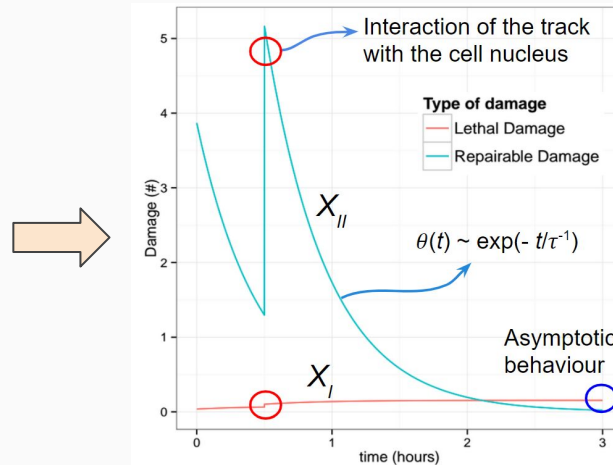 Interaction of the track
with the cell nucleus
Type of damage
Lethal Damage
Repairable Damage
X_II
θ(t) ~ exp(- t/τ⁻¹)
Asymptotic
behaviour
X_I
Damage (#)
5
4
3
2
1
0
0
1
2
3
time (hours)